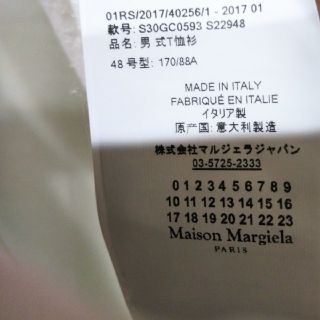 01RS/2017/40256/1 - 2017 01
款号: S30GC0593 S22948
品名: 男 式T恤衫
48 号型: 170/88A
MADE IN ITALY
FABRIQUÉ EN ITALIE
イタリア製
原产国: 意大利製造
株式会社マルジェラジャパン
03-5725-2333
0 1 2 3 4 5 6 7 8 9
10 11 12 13 14 15 16
17 18 19 20 21 22 23
Maison Margiela
PARIS